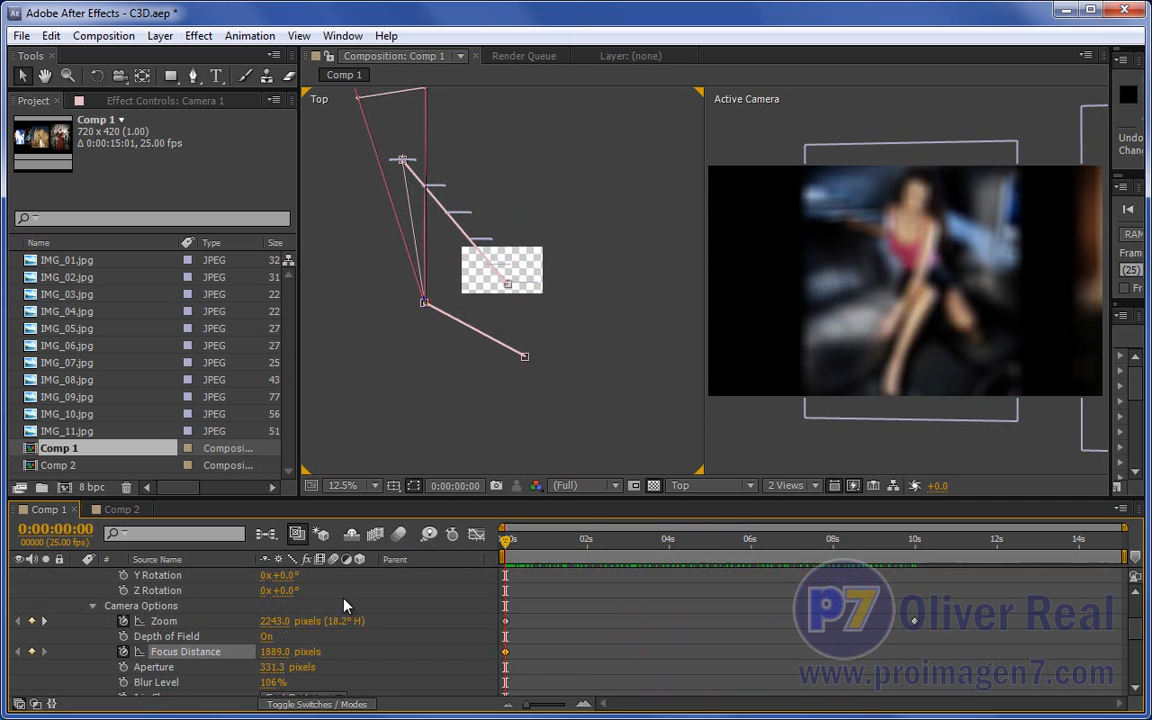 Adobe After Effects - C3D.aep *
File Edit Composition Layer Effect Animation View Window Help
Tools
Composition: Comp 1
Render Queue
Layer: (none)
Comp 1
Project
Effect Controls: Camera 1
Comp 1
720 x 420 (1.00)
Δ 0:00:15:01, 25.00 fps
Name Type Size
IMG_01.jpg JPEG 32
IMG_02.jpg JPEG 27
IMG_03.jpg JPEG 22
IMG_04.jpg JPEG 22
IMG_05.jpg JPEG 27
IMG_06.jpg JPEG 27
IMG_07.jpg JPEG 25
IMG_08.jpg JPEG 43
IMG_09.jpg JPEG 77
IMG_10.jpg JPEG 56
IMG_11.jpg JPEG 51
Comp 1 Composi...
Comp 2 Composi...
8 bpc
Top
Active Camera
12.5% 0:00:00:00 (Full) Top 2 Views +0.0
Undo
Chan
RAM
Fram
(25)
Fr
Comp 1
Comp 2
0:00:00:00
00000 (25.00 fps)
# Source Name Parent
02s 04s 06s 08s 10s 12s 14s
Y Rotation 0x+0.0°
Z Rotation 0x+0.0°
Camera Options
Zoom 2243.0 pixels (18.2° H)
Depth of Field On
Focus Distance 1889.0 pixels
Aperture 331.3 pixels
Blur Level 106%
Toggle Switches / Modes
p7 Oliver Real
www.proimagen7.com